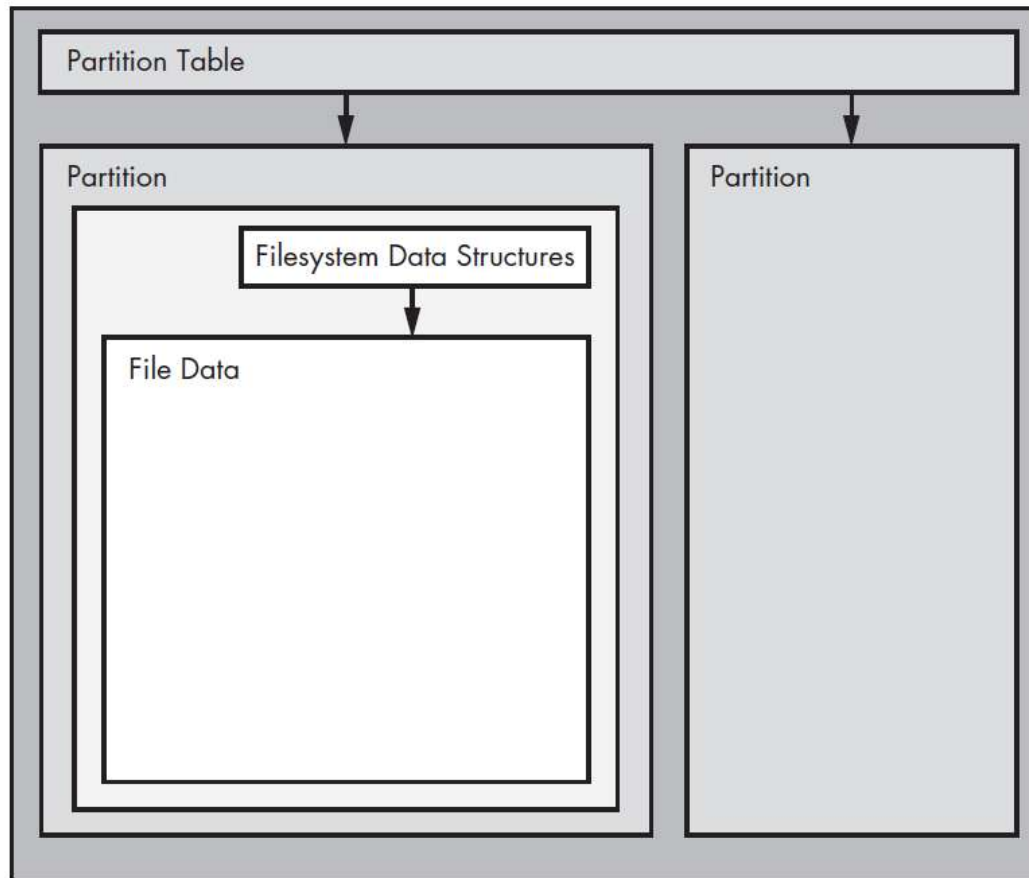 Partition Table
Partition
Partition
Filesystem Data Structures
File Data